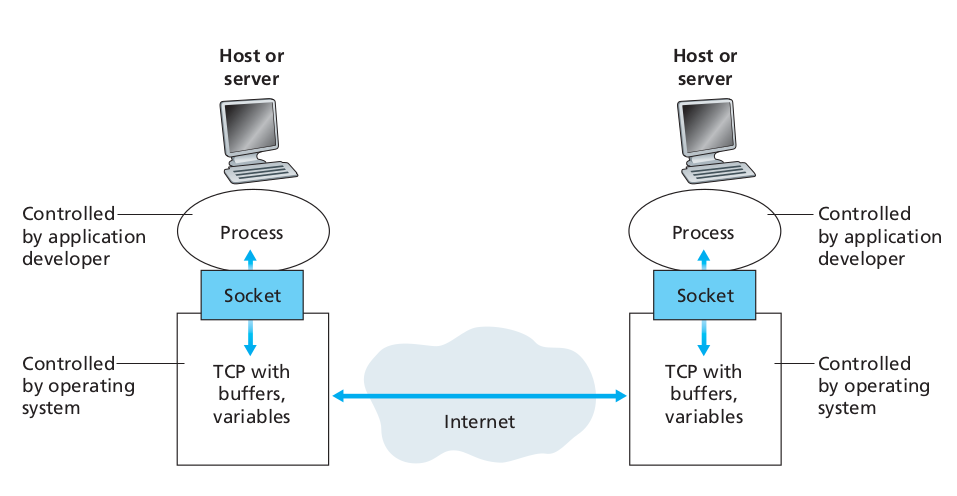 Host or
server
Host or
server
Controlled
by application
developer
Process
Process
Controlled
by application
developer
Socket
Socket
Controlled
by operating
system
TCP with
buffers,
variables
Internet
TCP with
buffers,
variables
Controlled
by operating
system